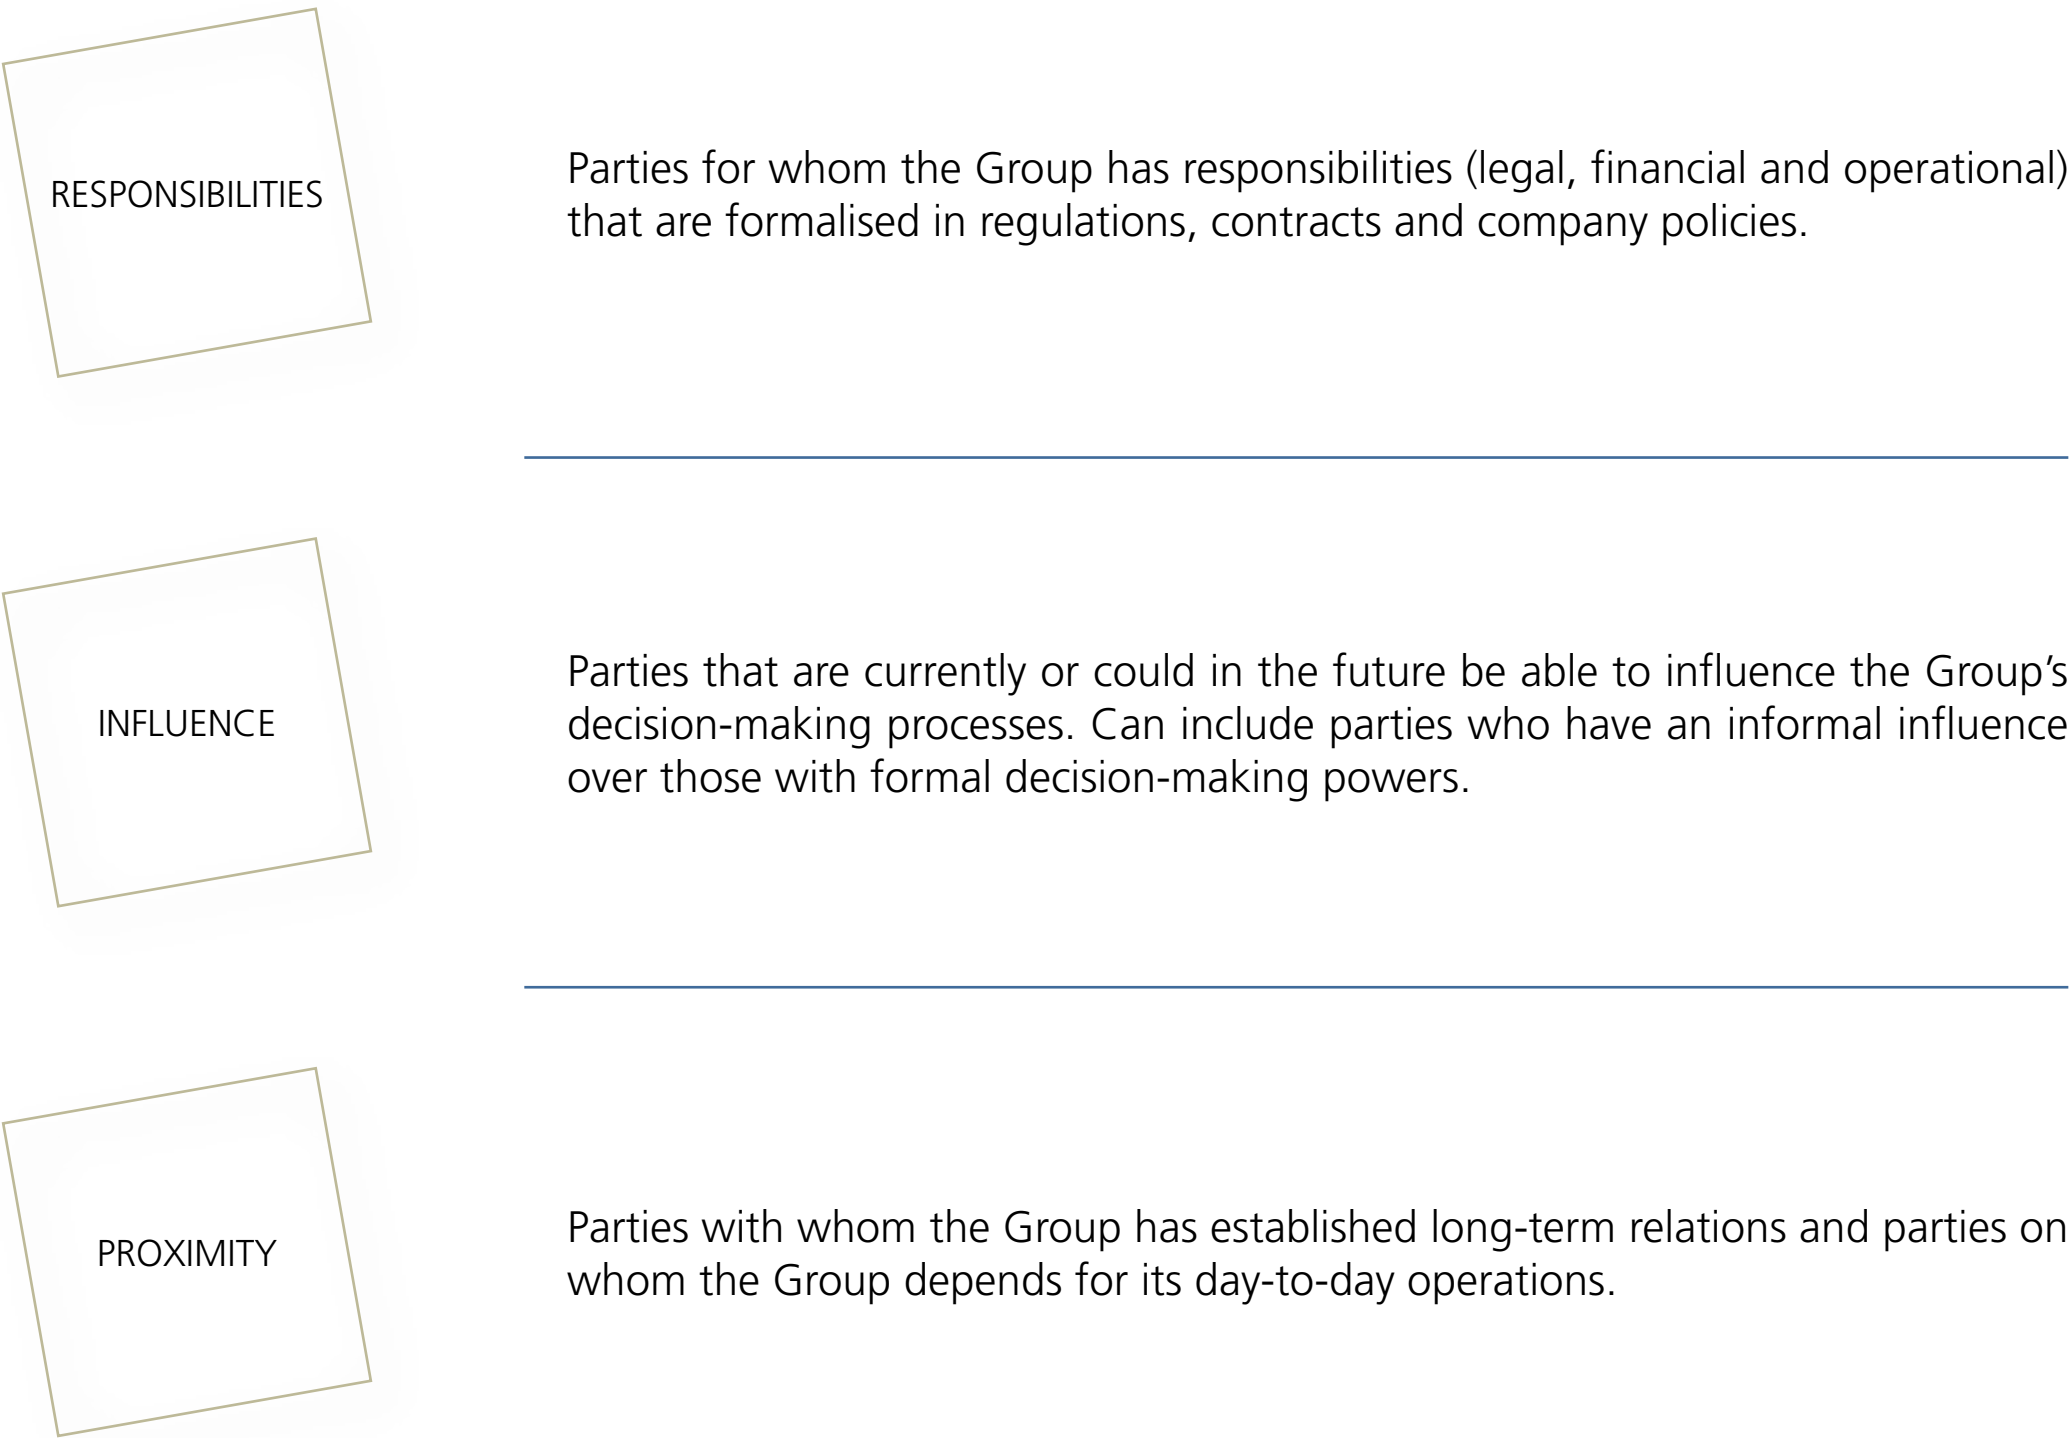 RESPONSIBILITIES
Parties for whom the Group has responsibilities (legal, financial and operational)
that are formalised in regulations, contracts and company policies.
INFLUENCE
Parties that are currently or could in the future be able to influence the Group’s
decision-making processes. Can include parties who have an informal influence
over those with formal decision-making powers.
PROXIMITY
Parties with whom the Group has established long-term relations and parties on
whom the Group depends for its day-to-day operations.